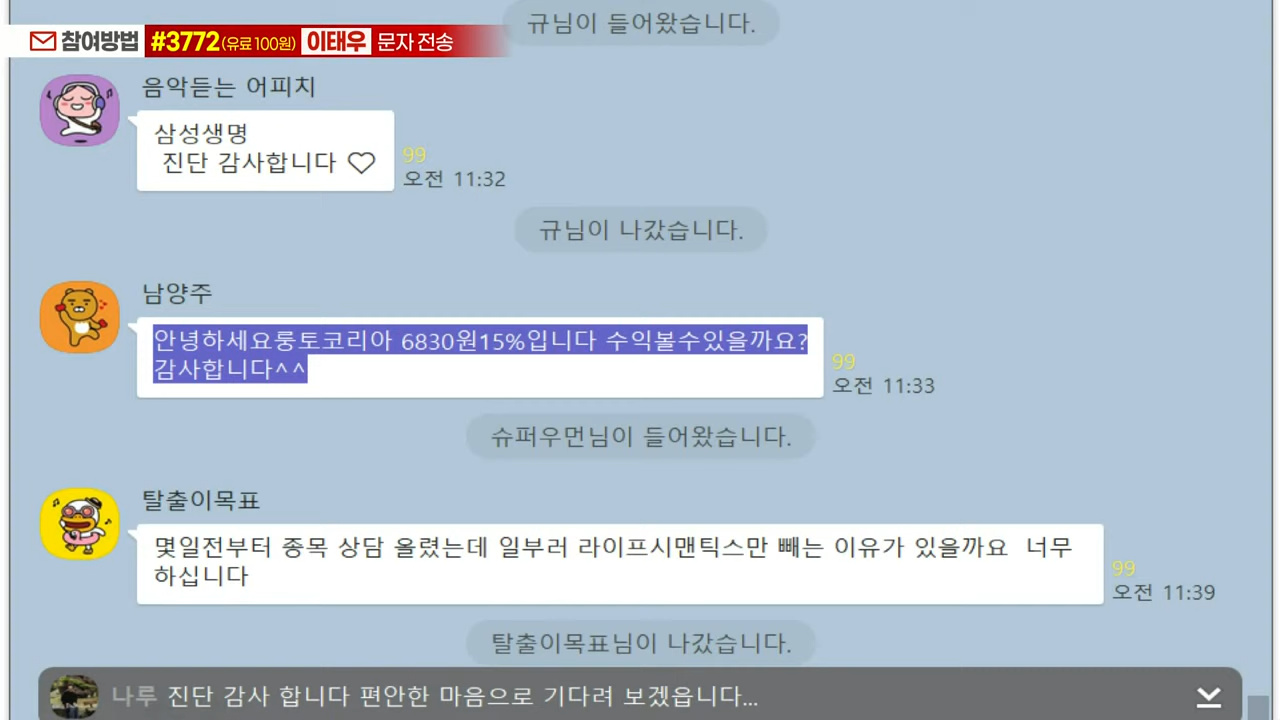 규님이 들어왔습니다.
참여방법 #3772(유료100원) 이태우 문자 전송
음악듣는 어피치
삼성생명
진단 감사합니다 ♡
99
오전 11:32
규님이 나갔습니다.
남양주
안녕하세요룽토코리아 6830원15%입니다 수익볼수있을까요?
감사합니다^^
99
오전 11:33
슈퍼우먼님이 들어왔습니다.
탈출이목표
몇일전부터 종목 상담 올렸는데 일부러 라이프시맨틱스만 빼는 이유가 있을까요  너무
하십니다
99
오전 11:39
탈출이목표님이 나갔습니다.
나루 진단 감사 합니다 편안한 마음으로 기다려 보겠읍니다...